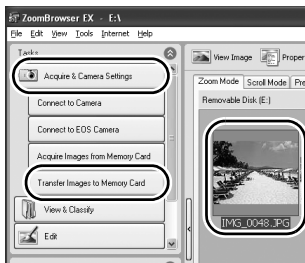 ZoomBrowser EX - E:\
File Edit View Tools Internet Help
Tasks
Acquire & Camera Settings
Connect to Camera
Connect to EOS Camera
Acquire Images from Memory Card
Transfer Images to Memory Card
View & Classify
Edit
View Image Proper
Zoom Mode Scroll Mode Pre
Removable Disk (E:)
IMG_0048.JPG